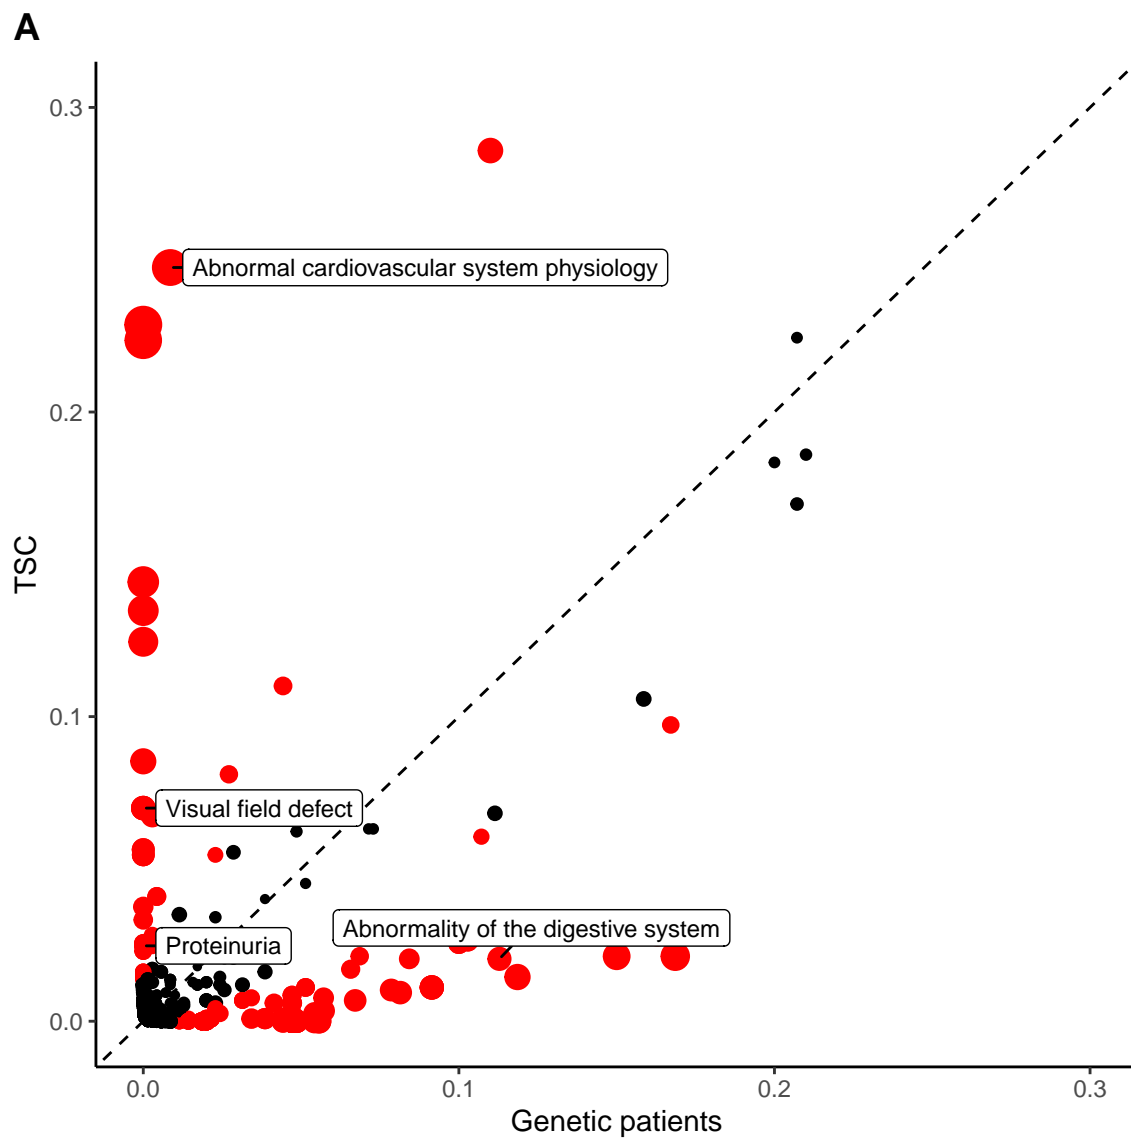 A
0.3
Abnormal cardiovascular system physiology
0.2
TSC
0.1
Visual field defect
Abnormality of the digestive system
Proteinuria
0.0
0.0 0.1 0.2 0.3
Genetic patients